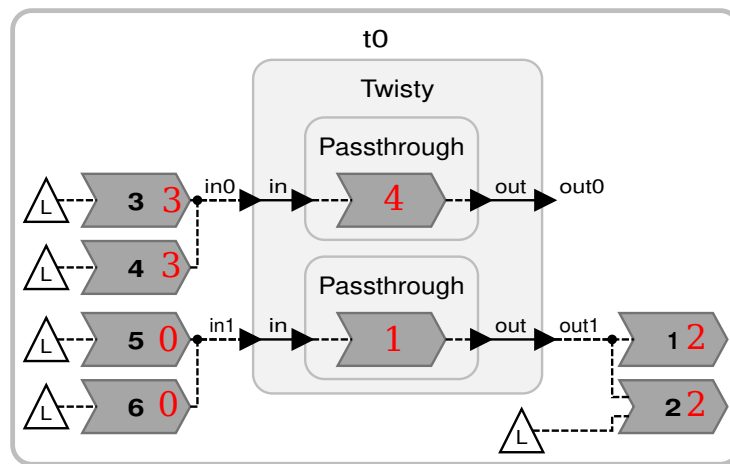 t0
Twisty
Passthrough
L 3 3 in0 in 4 out out0
L 4 3
Passthrough
L 5 0 in1 in 1 out out1 1 2
L 6 0 L 2 2